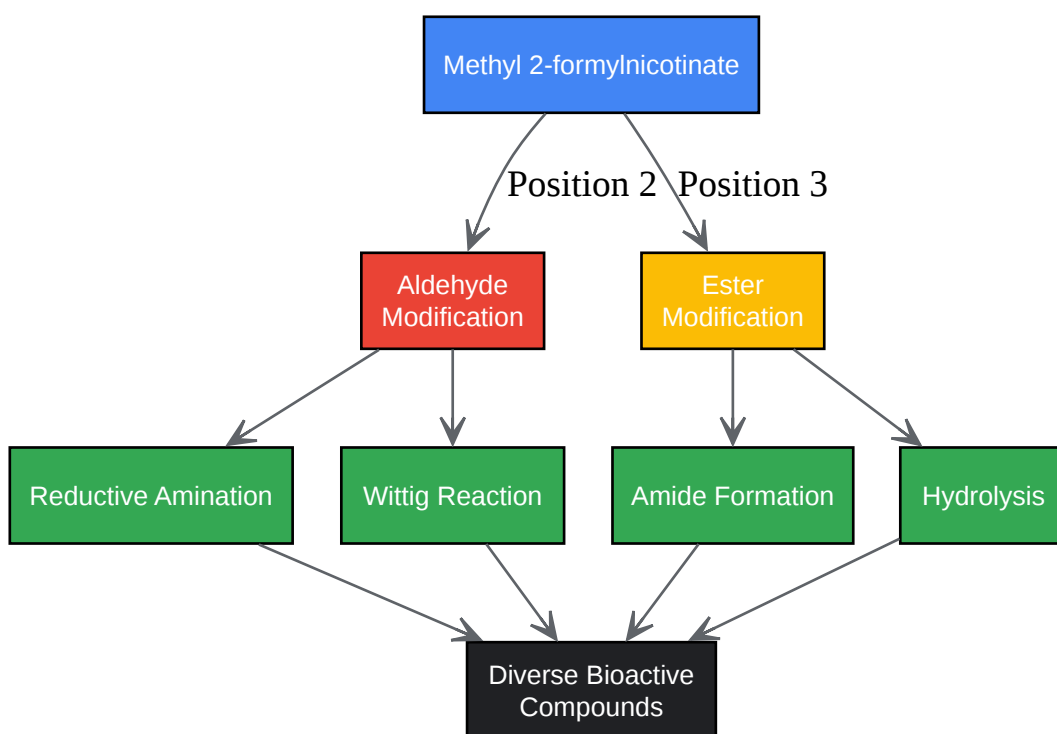 Methyl 2-formylnicotinate
Position 2
Position 3
Aldehyde
Modification
Ester
Modification
Reductive Amination
Wittig Reaction
Amide Formation
Hydrolysis
Diverse Bioactive
Compounds